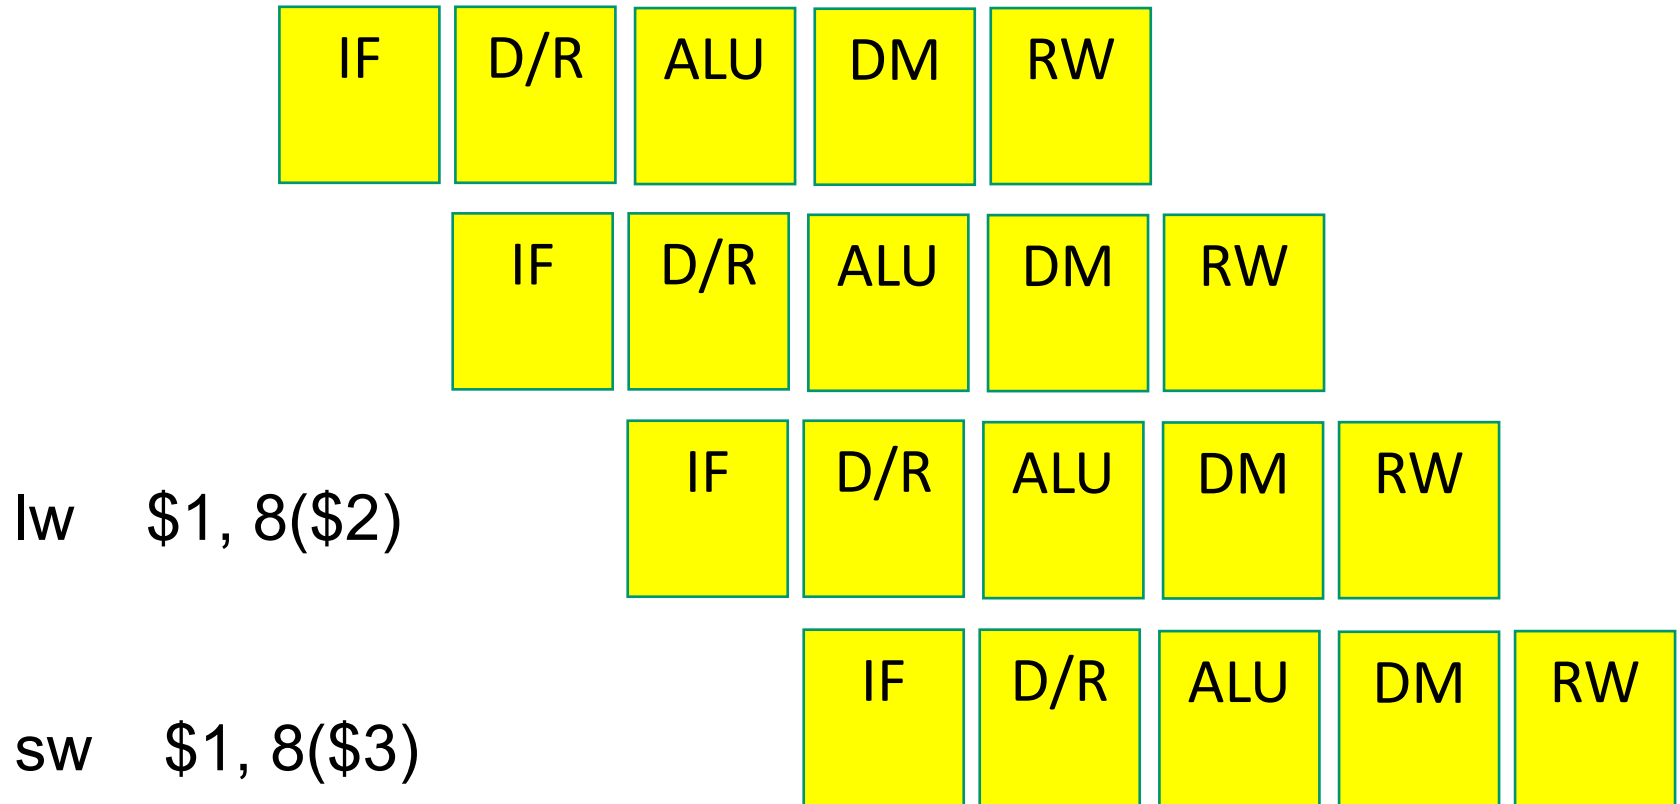 IF D/R ALU DM RW
IF D/R ALU DM RW
IF D/R ALU DM RW
lw $1, 8($2)
IF D/R ALU DM RW
sw $1, 8($3)